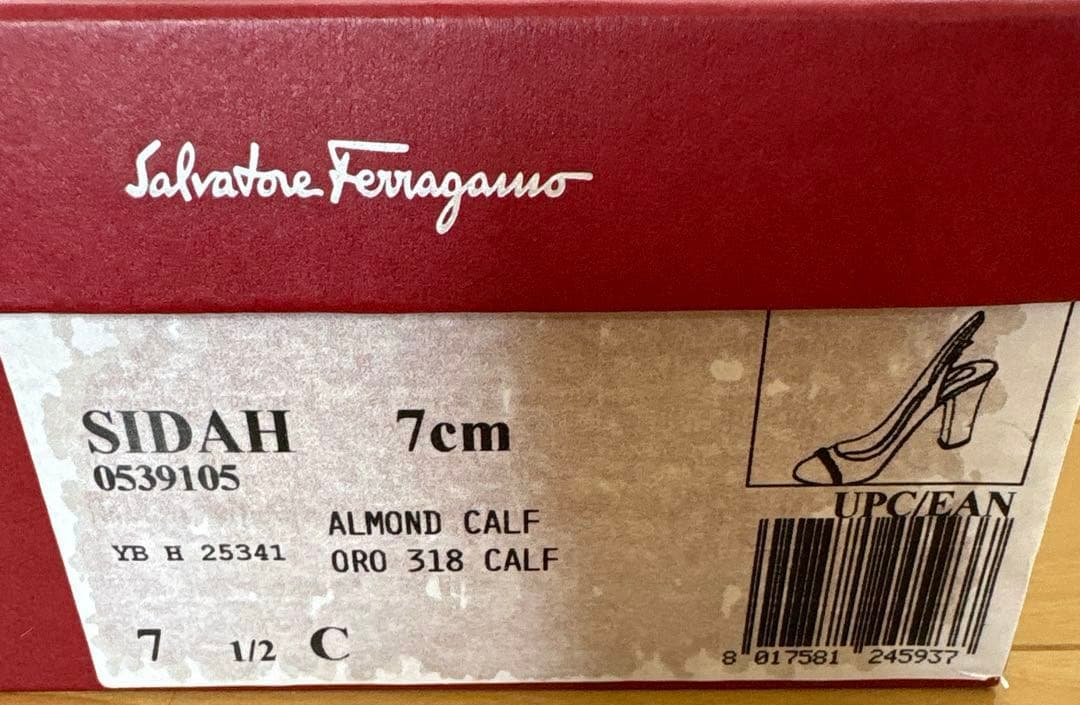 Salvatore Ferragamo
SIDAH 7cm
0539105
ALMOND CALF
YB H 25341 ORO 318 CALF
7 1/2 C
UPC/EAN
8 017581 245937